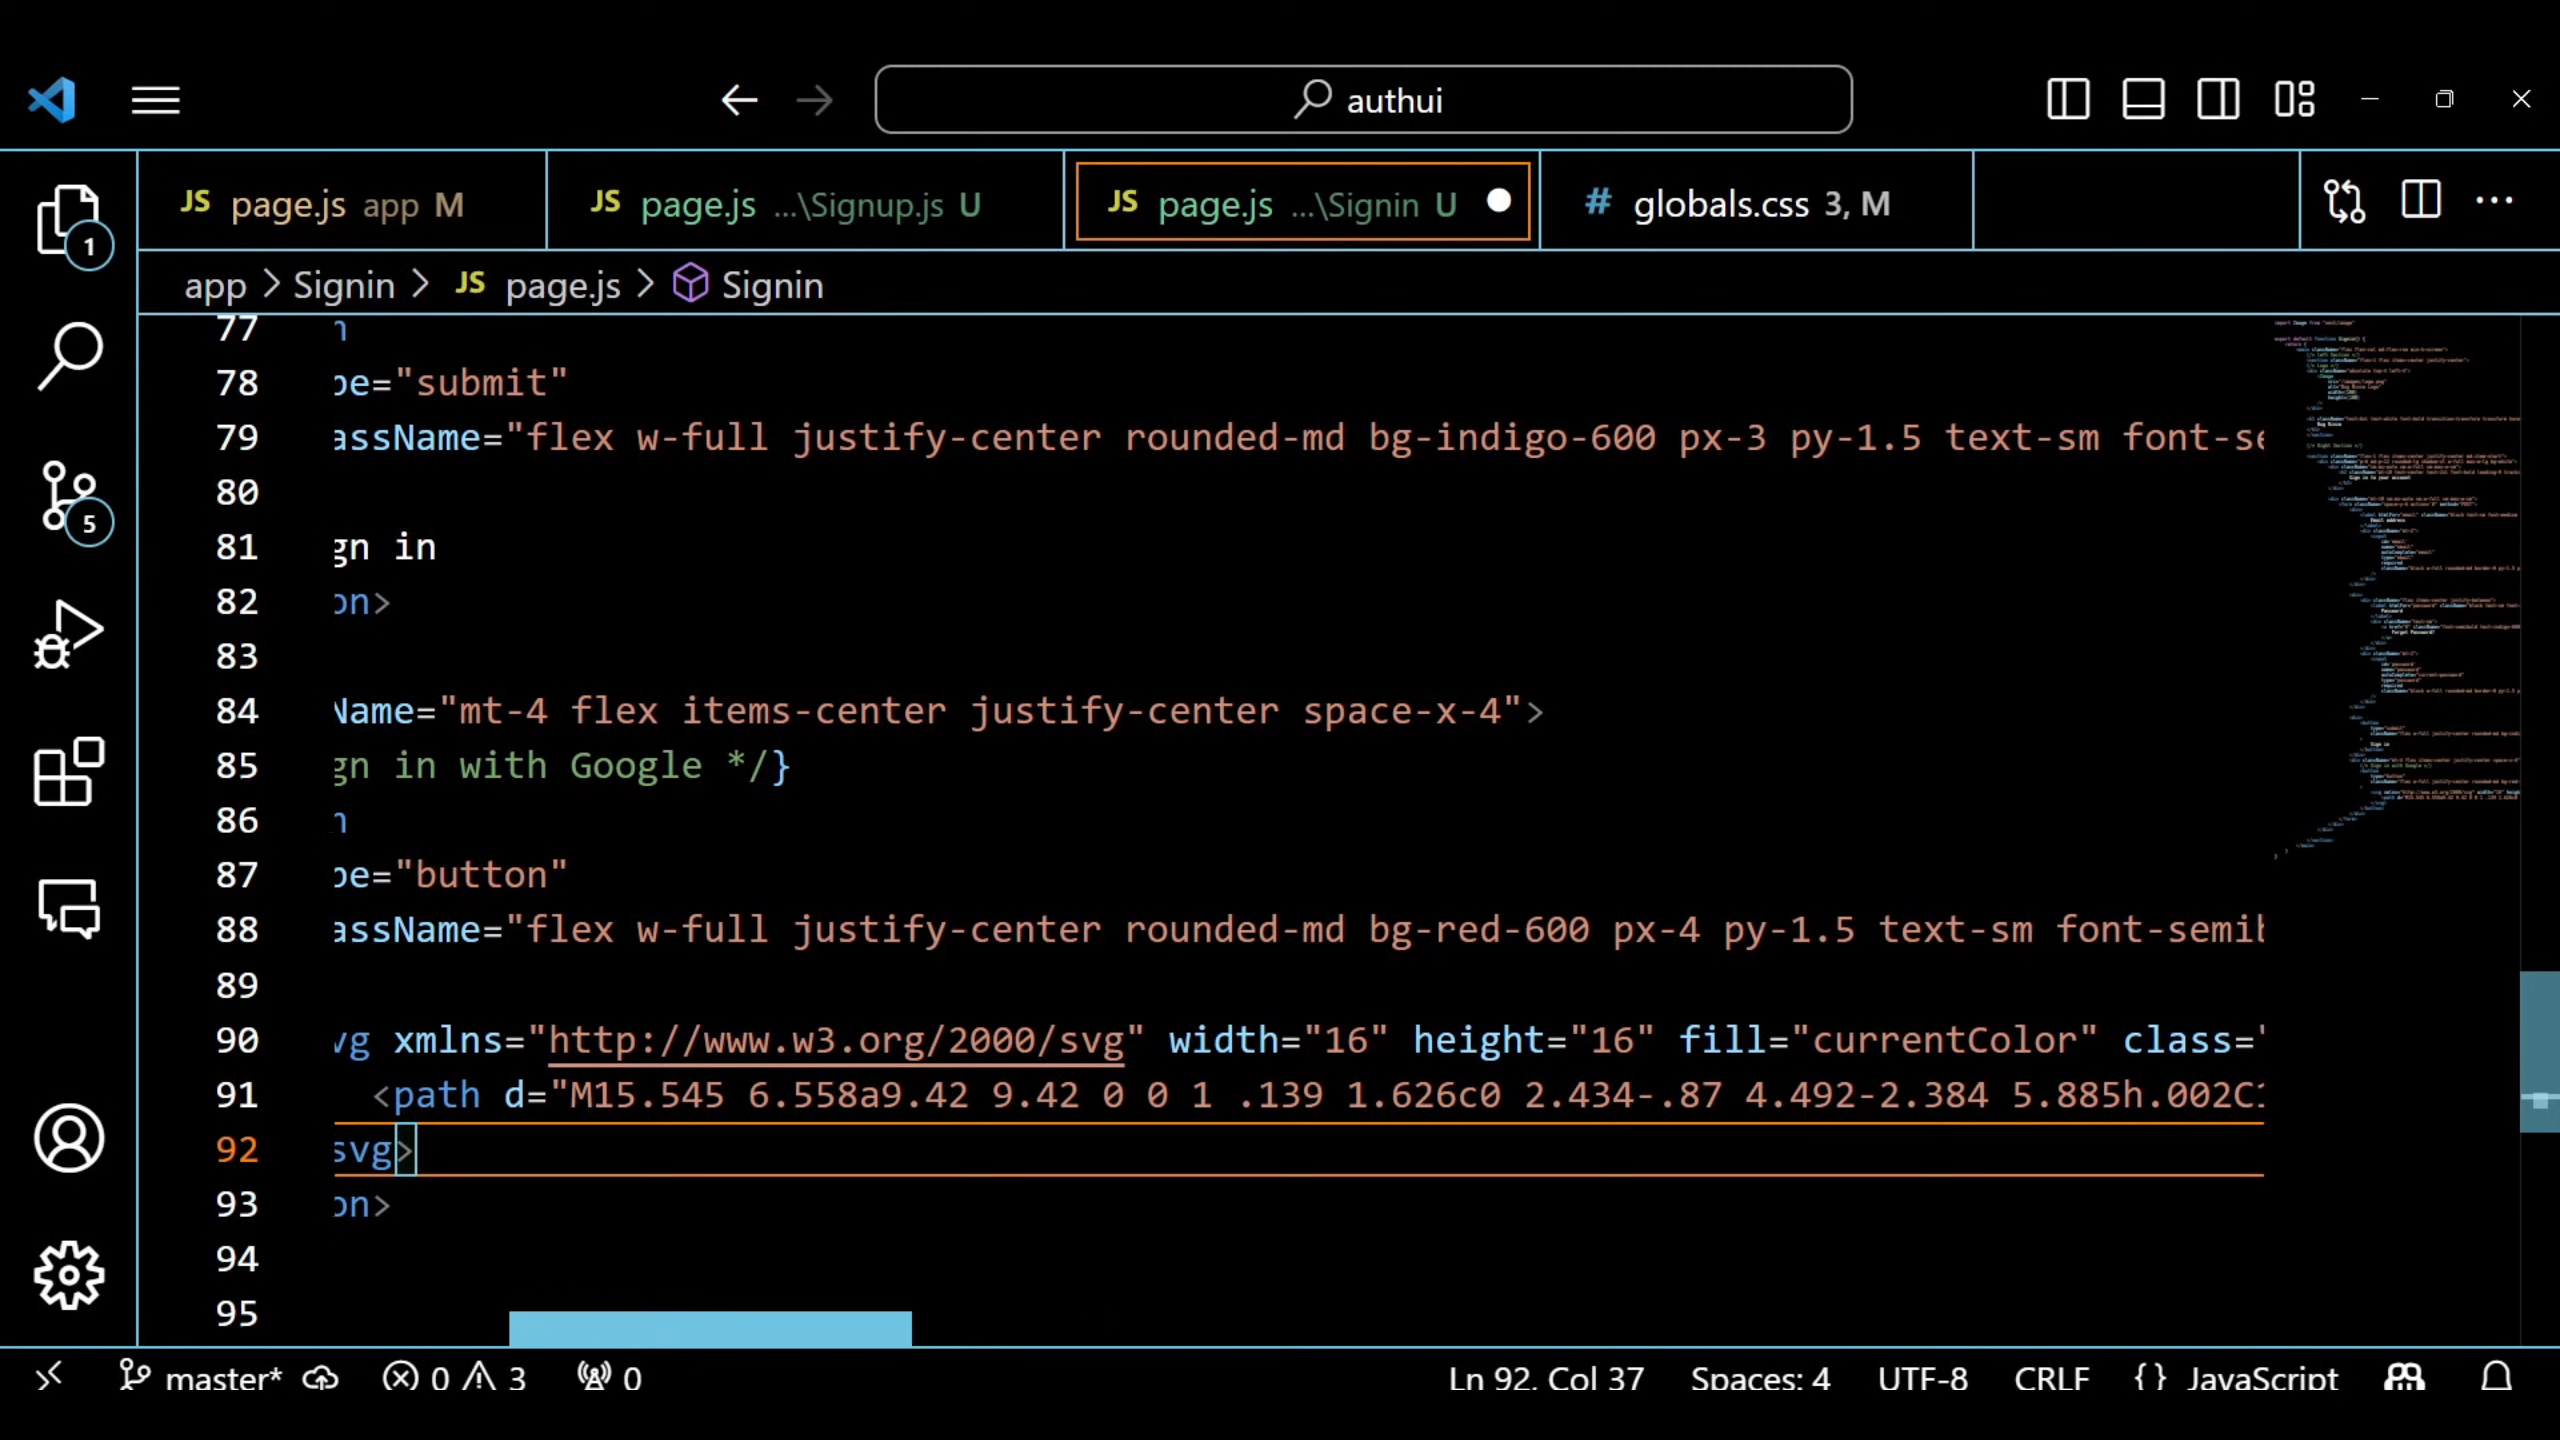 authui
JS page.js app M
JS page.js ...\Signup.js U
JS page.js ...\Signin U
# globals.css 3, M
app > Signin > JS page.js > Signin
1
5
77 n
78 pe="submit"
79 assName="flex w-full justify-center rounded-md bg-indigo-600 px-3 py-1.5 text-sm font-se
80
81 gn in
82 on>
83
84 Name="mt-4 flex items-center justify-center space-x-4">
85 gn in with Google */}
86 n
87 pe="button"
88 assName="flex w-full justify-center rounded-md bg-red-600 px-4 py-1.5 text-sm font-semib
89
90 vg xmlns="http://www.w3.org/2000/svg" width="16" height="16" fill="currentColor" class="
91 <path d="M15.545 6.558a9.42 9.42 0 0 1 .139 1.626c0 2.434-.87 4.492-2.384 5.885h.002C1
92 svg>
93 on>
94
95
master* 0 3 0 Ln 92, Col 37 Spaces: 4 UTF-8 CRLF {} JavaScript